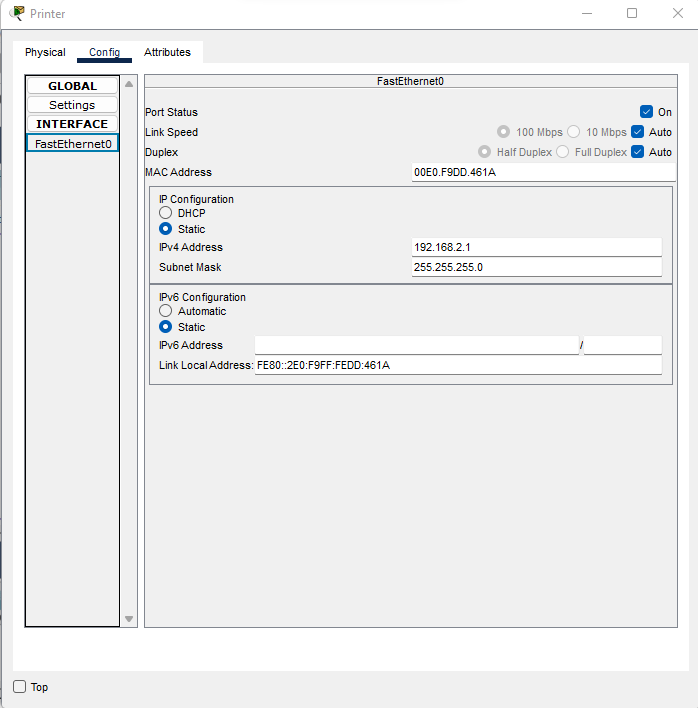 Printer
Physical Config Attributes
GLOBAL
Settings
INTERFACE
FastEthernet0
FastEthernet0
Port Status On
Link Speed 100 Mbps 10 Mbps Auto
Duplex Half Duplex Full Duplex Auto
MAC Address 00E0.F9DD.461A
IP Configuration
DHCP
Static
IPv4 Address 192.168.2.1
Subnet Mask 255.255.255.0
IPv6 Configuration
Automatic
Static
IPv6 Address /
Link Local Address: FE80::2E0:F9FF:FEDD:461A
Top